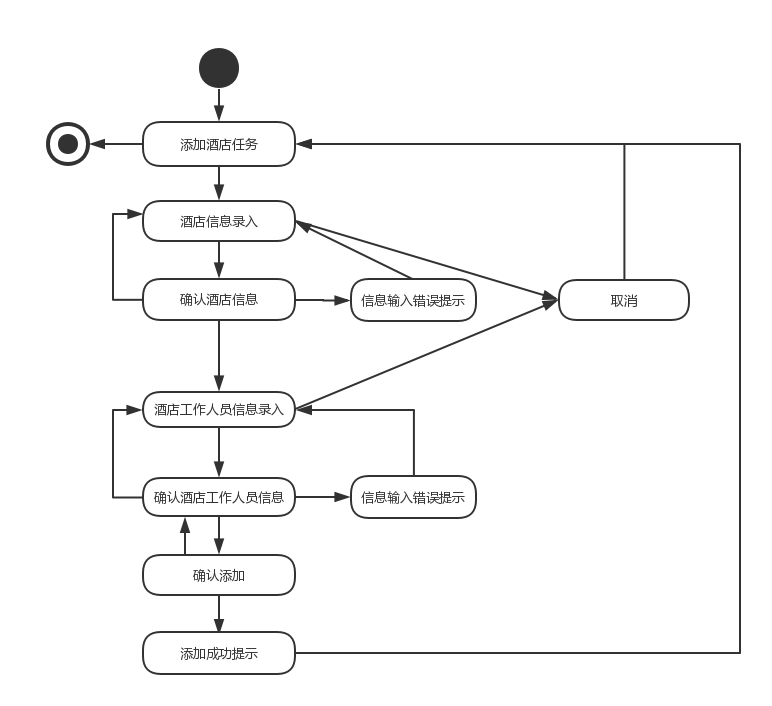 添加酒店任务
酒店信息录入
确认酒店信息
信息输入错误提示
取消
酒店工作人员信息录入
确认酒店工作人员信息
信息输入错误提示
确认添加
添加成功提示